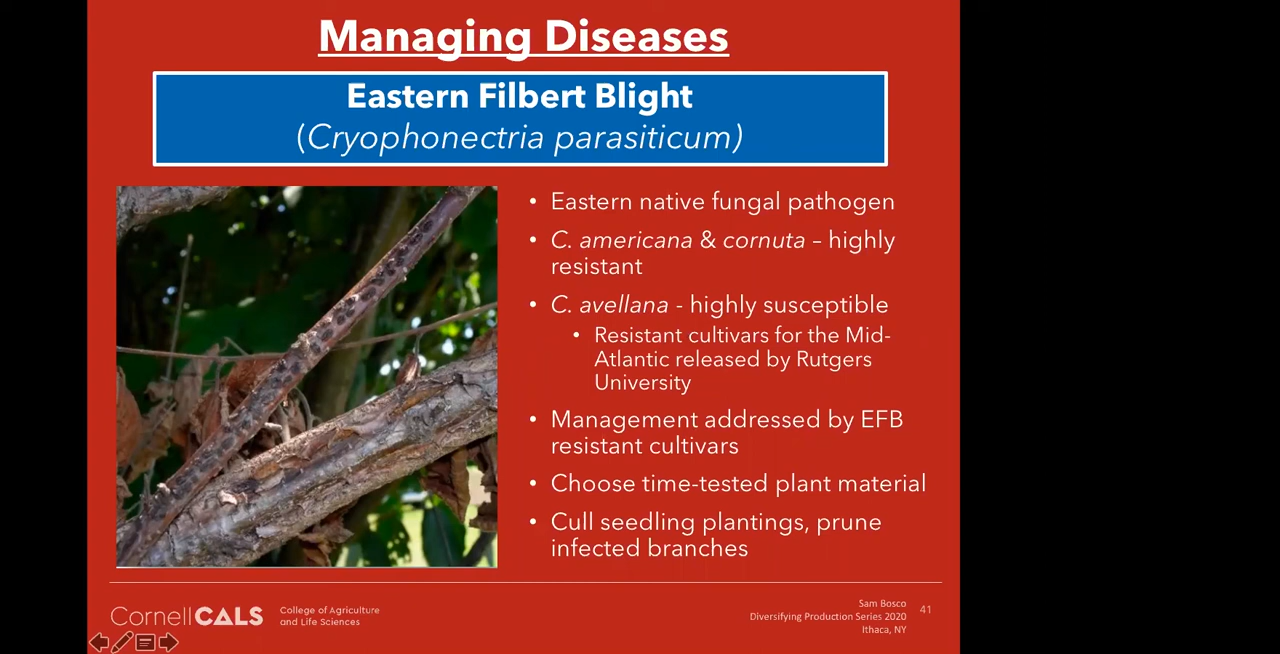 Managing Diseases
Eastern Filbert Blight
(Cryophonectria parasiticum)
• Eastern native fungal pathogen
• C. americana & cornuta – highly
resistant
• C. avellana - highly susceptible
• Resistant cultivars for the Mid-
Atlantic released by Rutgers
University
• Management addressed by EFB
resistant cultivars
• Choose time-tested plant material
• Cull seedling plantings, prune
infected branches
CornellCALS
College of Agriculture
and Life Sciences
Sam Bosco
Diversifying Production Series 2020
Ithaca, NY
41